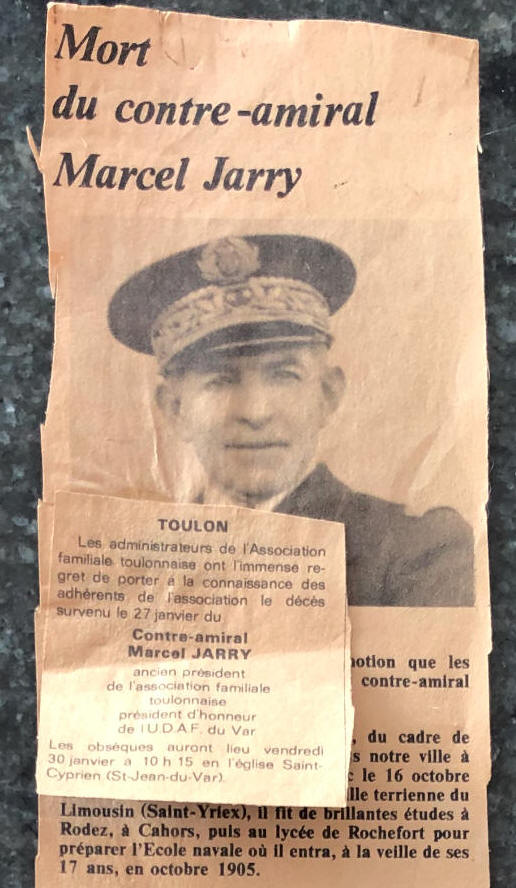 Mort
du contre-amiral
Marcel Jarry
TOULON
Les administrateurs de l'Association
familiale toulonnaise ont l'immense re-
gret de porter à la connaissance des
adhérents de l'association le décès
survenu le 27 janvier du
Contre-amiral
Marcel JARRY
ancien président
de l'association familiale
toulonnaise
président d'honneur
de l'U.D.A.F. du Var
Les obsèques auront lieu vendredi
30 janvier à 10 h 15 en l'église Saint-
Cyprien (St-Jean-du-Var).
que les
contre-amiral
, du cadre de
notre ville à
le 16 octobre
terrienne du
Limousin (Saint-Yriex), il fit de brillantes études à
Rodez, à Cahors, puis au lycée de Rochefort pour
préparer l'Ecole navale où il entra, à la veille de ses
17 ans, en octobre 1905.